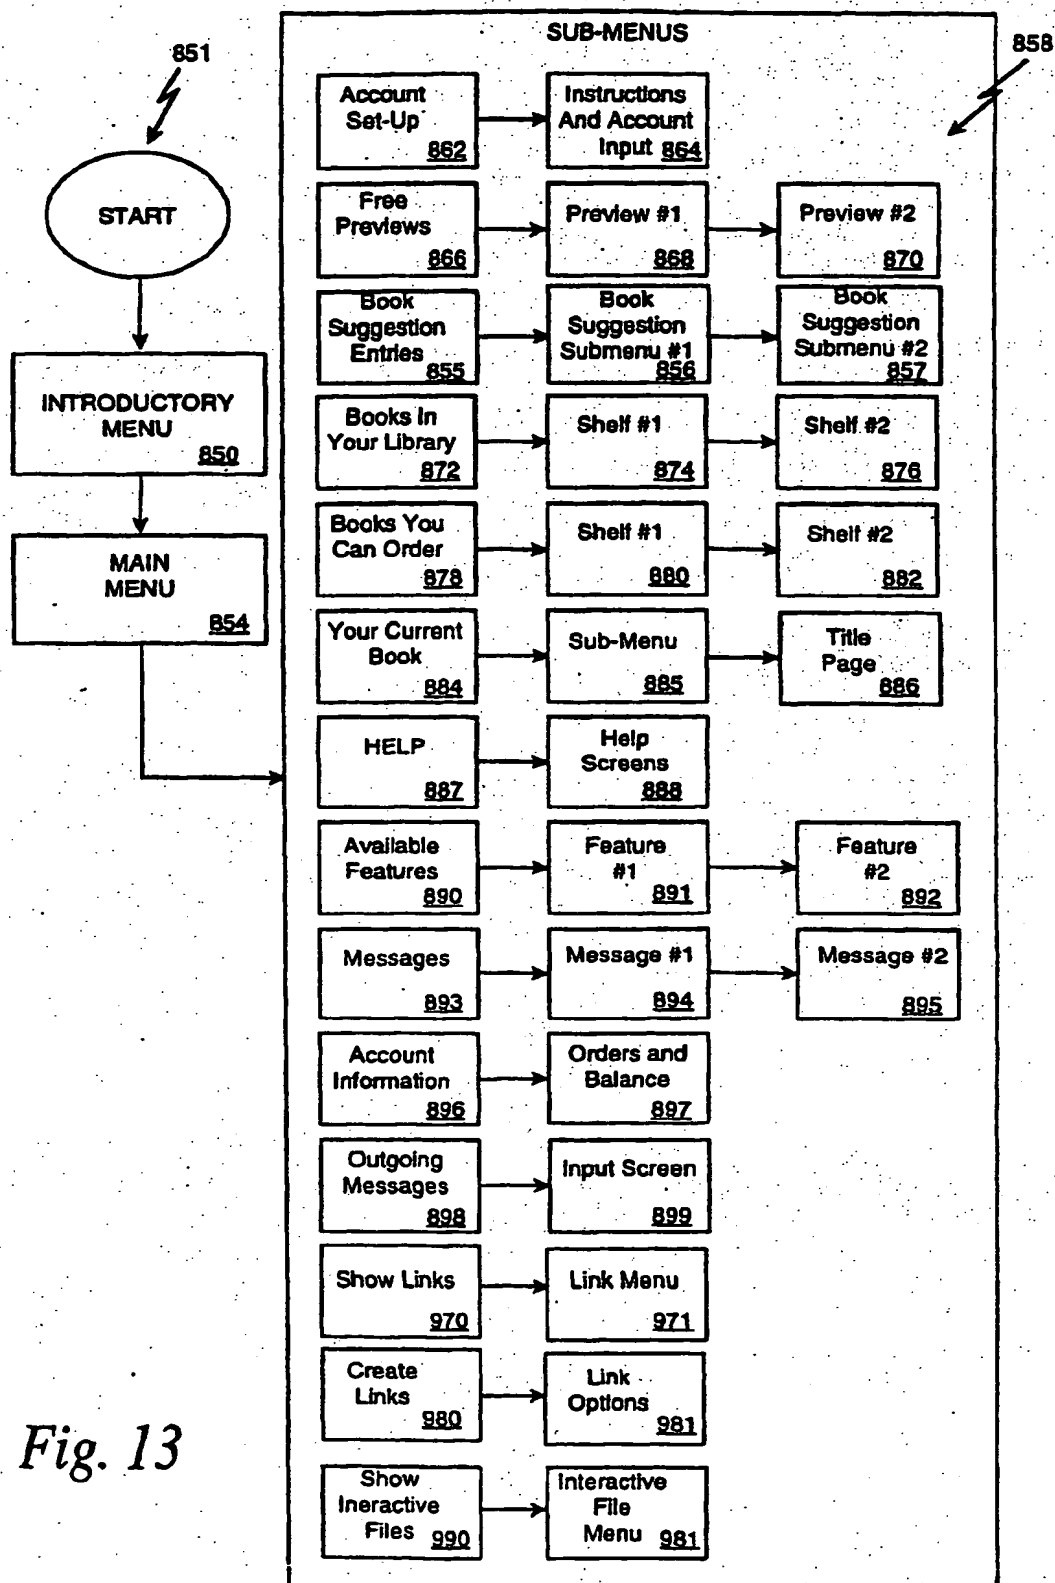 851
START
INTRODUCTORY
MENU
850
MAIN
MENU
854
SUB-MENUS
858
Account
Set-Up
862
Instructions
And Account
Input 864
Free
Previews
866
Preview #1
868
Preview #2
870
Book
Suggestion
Entries
855
Book
Suggestion
Submenu #1
856
Book
Suggestion
Submenu #2
857
Books In
Your Library
872
Shelf #1
874
Shelf #2
876
Books You
Can Order
878
Shelf #1
880
Shelf #2
882
Your Current
Book
884
Sub-Menu
885
Title
Page
886
HELP
887
Help
Screens
888
Available
Features
890
Feature
#1
891
Feature
#2
892
Messages
893
Message #1
894
Message #2
895
Account
Information
896
Orders and
Balance
897
Outgoing
Messages
898
Input Screen
899
Show Links
970
Link Menu
971
Create
Links
980
Link
Options
981
Show
Ineractive
Files 990
Interactive
File
Menu 981
Fig. 13